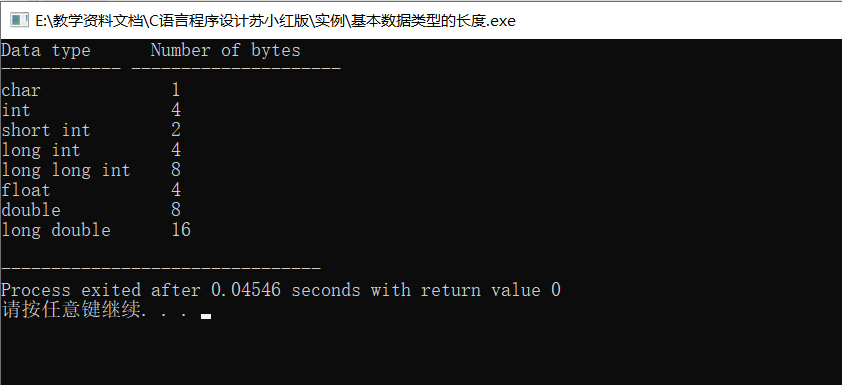 E:\教学资料文档\C语言程序设计苏小红版\实例\基本数据类型的长度.exe
Data type      Number of bytes
------------ ---------------------
char             1
int              4
short int        2
long int         4
long long int    8
float            4
double           8
long double      16
--------------------------------
Process exited after 0.04546 seconds with return value 0
请按任意键继续. . .